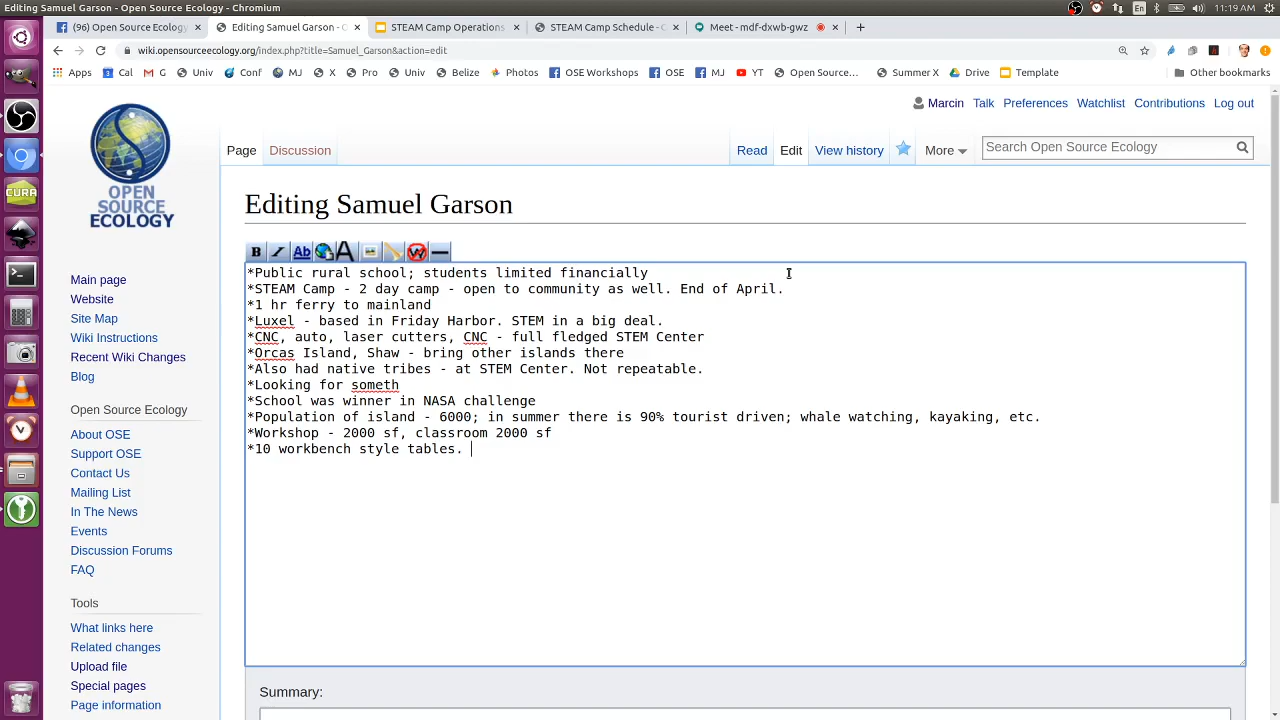 Editing Samuel Garson - Open Source Ecology - Chromium
En
11:19 AM
(96) Open Source Ecology
Editing Samuel Garson - O
STEAM Camp Operations
STEAM Camp Schedule - C
Meet - mdf-dxwb-gwz
wiki.opensourceecology.org/index.php?title=Samuel_Garson&action=edit
Apps
Cal
G
Univ
Conf
MJ
X
Pro
Univ
Belize
Photos
OSE Workshops
OSE
MJ
YT
Open Source...
Summer X
Drive
Template
Other bookmarks
Marcin Talk Preferences Watchlist Contributions Log out
Page Discussion Read Edit View history More Search Open Source Ecology
OPEN
SOURCE
ECOLOGY
CURA
Editing Samuel Garson
B I Ab A W
*Public rural school; students limited financially
*STEAM Camp - 2 day camp - open to community as well. End of April.
*1 hr ferry to mainland
*Luxel - based in Friday Harbor. STEM in a big deal.
*CNC, auto, laser cutters, CNC - full fledged STEM Center
*Orcas Island, Shaw - bring other islands there
*Also had native tribes - at STEM Center. Not repeatable.
*Looking for someth
*School was winner in NASA challenge
*Population of island - 6000; in summer there is 90% tourist driven; whale watching, kayaking, etc.
*Workshop - 2000 sf, classroom 2000 sf
*10 workbench style tables.
Summary:
Main page
Website
Site Map
Wiki Instructions
Recent Wiki Changes
Blog
Open Source Ecology
About OSE
Support OSE
Contact Us
Mailing List
In The News
Events
Discussion Forums
FAQ
Tools
What links here
Related changes
Upload file
Special pages
Page information